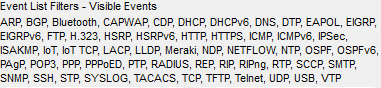 Event List Filters - Visible Events
ARP, BGP, Bluetooth, CAPWAP, CDP, DHCP, DHCPv6, DNS, DTP, EAPOL, EIGRP,
EIGRPv6, FTP, H.323, HSRP, HSRPv6, HTTP, HTTPS, ICMP, ICMPv6, IPSec,
ISAKMP, IoT, IoT TCP, LACP, LLDP, Meraki, NDP, NETFLOW, NTP, OSPF, OSPFv6,
PAgP, POP3, PPP, PPPoED, PTP, RADIUS, REP, RIP, RIPng, RTP, SCCP, SMTP,
SNMP, SSH, STP, SYSLOG, TACACS, TCP, TFTP, Telnet, UDP, USB, VTP